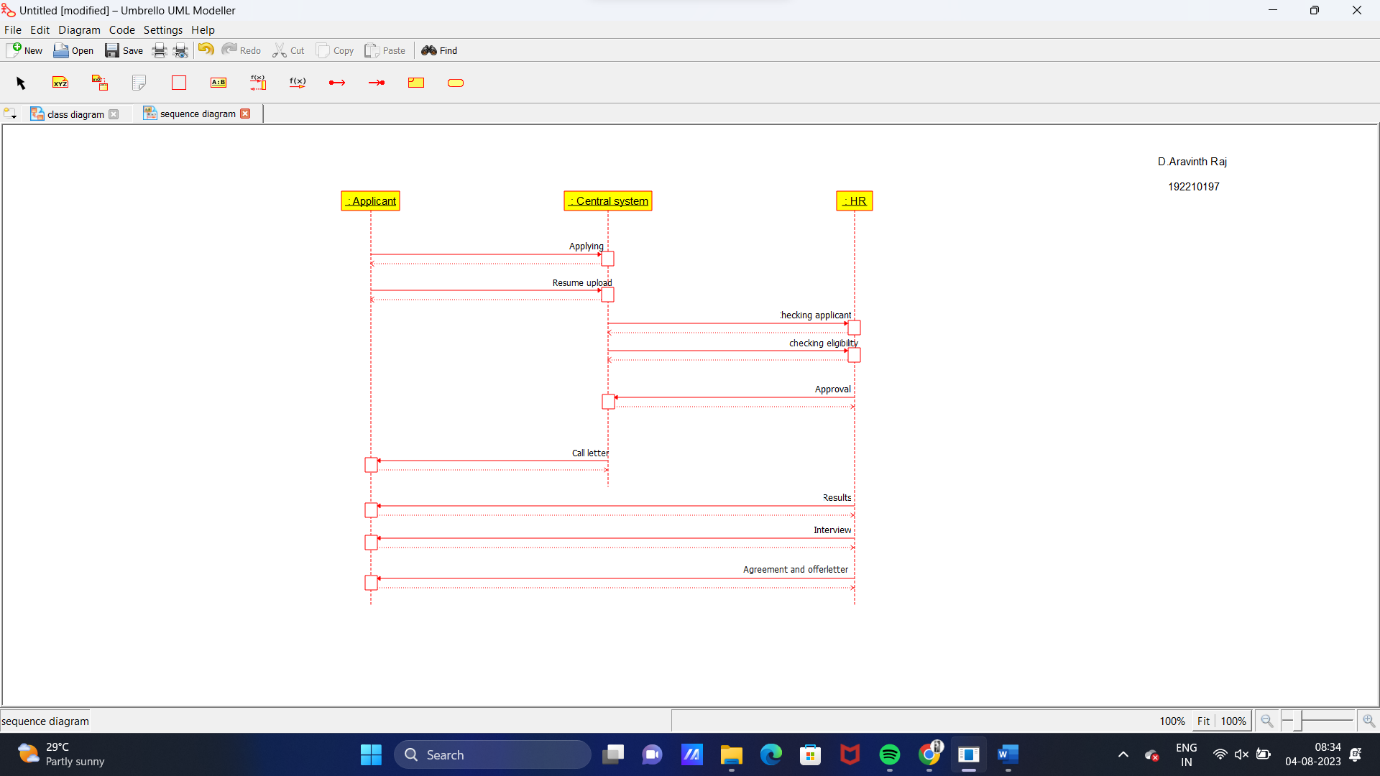 Untitled [modified] – Umbrello UML Modeller
File Edit Diagram Code Settings Help
New Open Save Redo Cut Copy Paste Find
XYZ A:B f(x) f(x)
class diagram sequence diagram
D.Aravinth Raj
192210197
: Applicant : Central system : HR
Applying
Resume upload
hecking applicant
checking eligibility
Approval
Call letter
Results
Interview
Agreement and offerletter
sequence diagram 100% Fit 100%
29°C
Partly sunny
Search
ENG
IN
08:34
04-08-2023